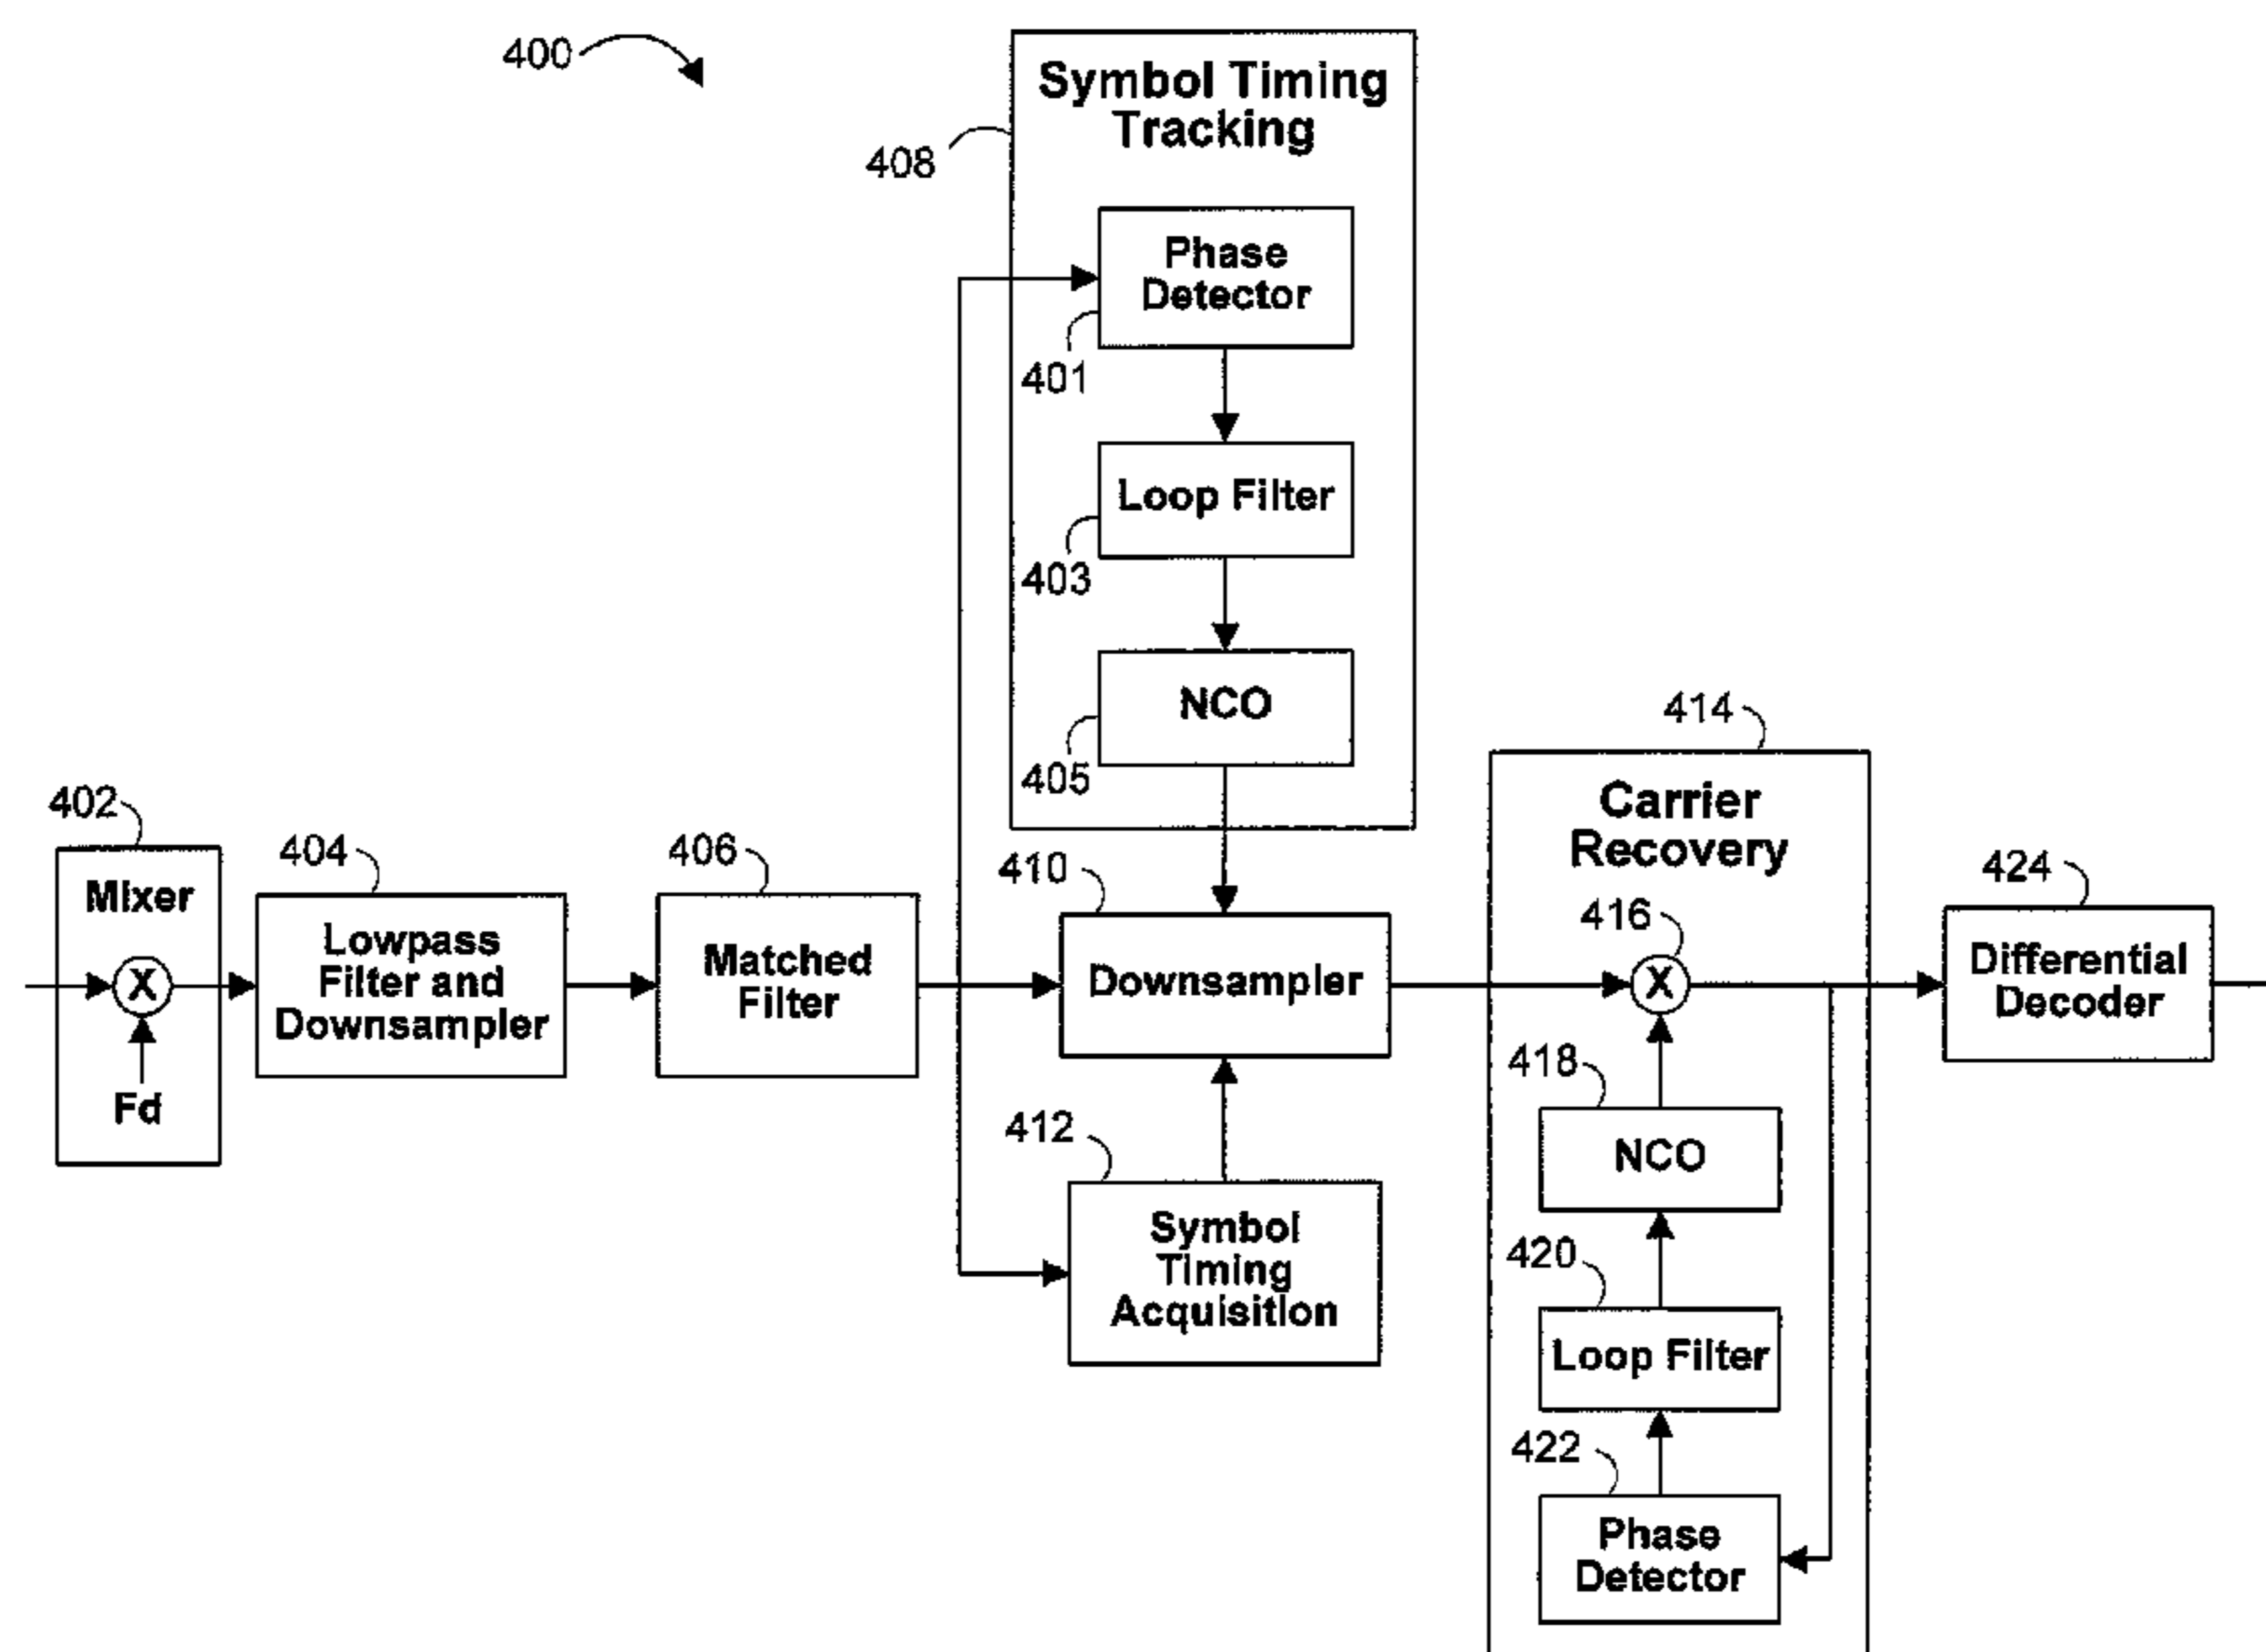 400
Symbol Timing
Tracking
408
Phase
Detector
401
Loop Filter
403
NCO
405
402
Mixer
X
Fd
404
Lowpass
Filter and
Downsampler
406
Matched
Filter
410
Downsampler
412
Symbol
Timing
Acquisition
414
Carrier
Recovery
416
X
418
NCO
420
Loop Filter
422
Phase
Detector
424
Differential
Decoder